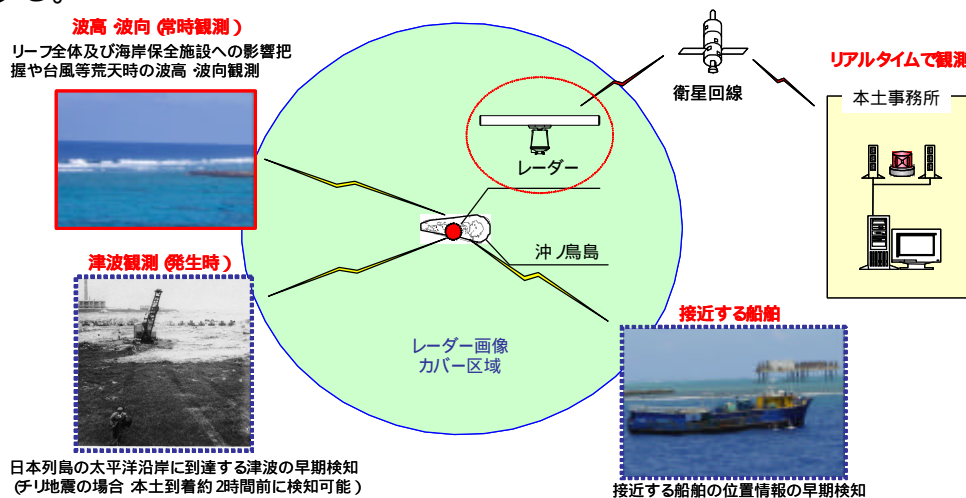 する。
波高・波向(常時観測)
リーフ全体及び海岸保全施設への影響把
握や台風等荒天時の波高・波向観測
衛星回線
リアルタイムで観測
本土事務所
レーダー
沖ノ鳥島
津波観測(発生時)
レーダー画像
カバー区域
接近する船舶
日本列島の太平洋沿岸に到達する津波の早期検知
(チリ地震の場合 本土到着約2時間前に検知可能)
接近する船舶の位置情報の早期検知